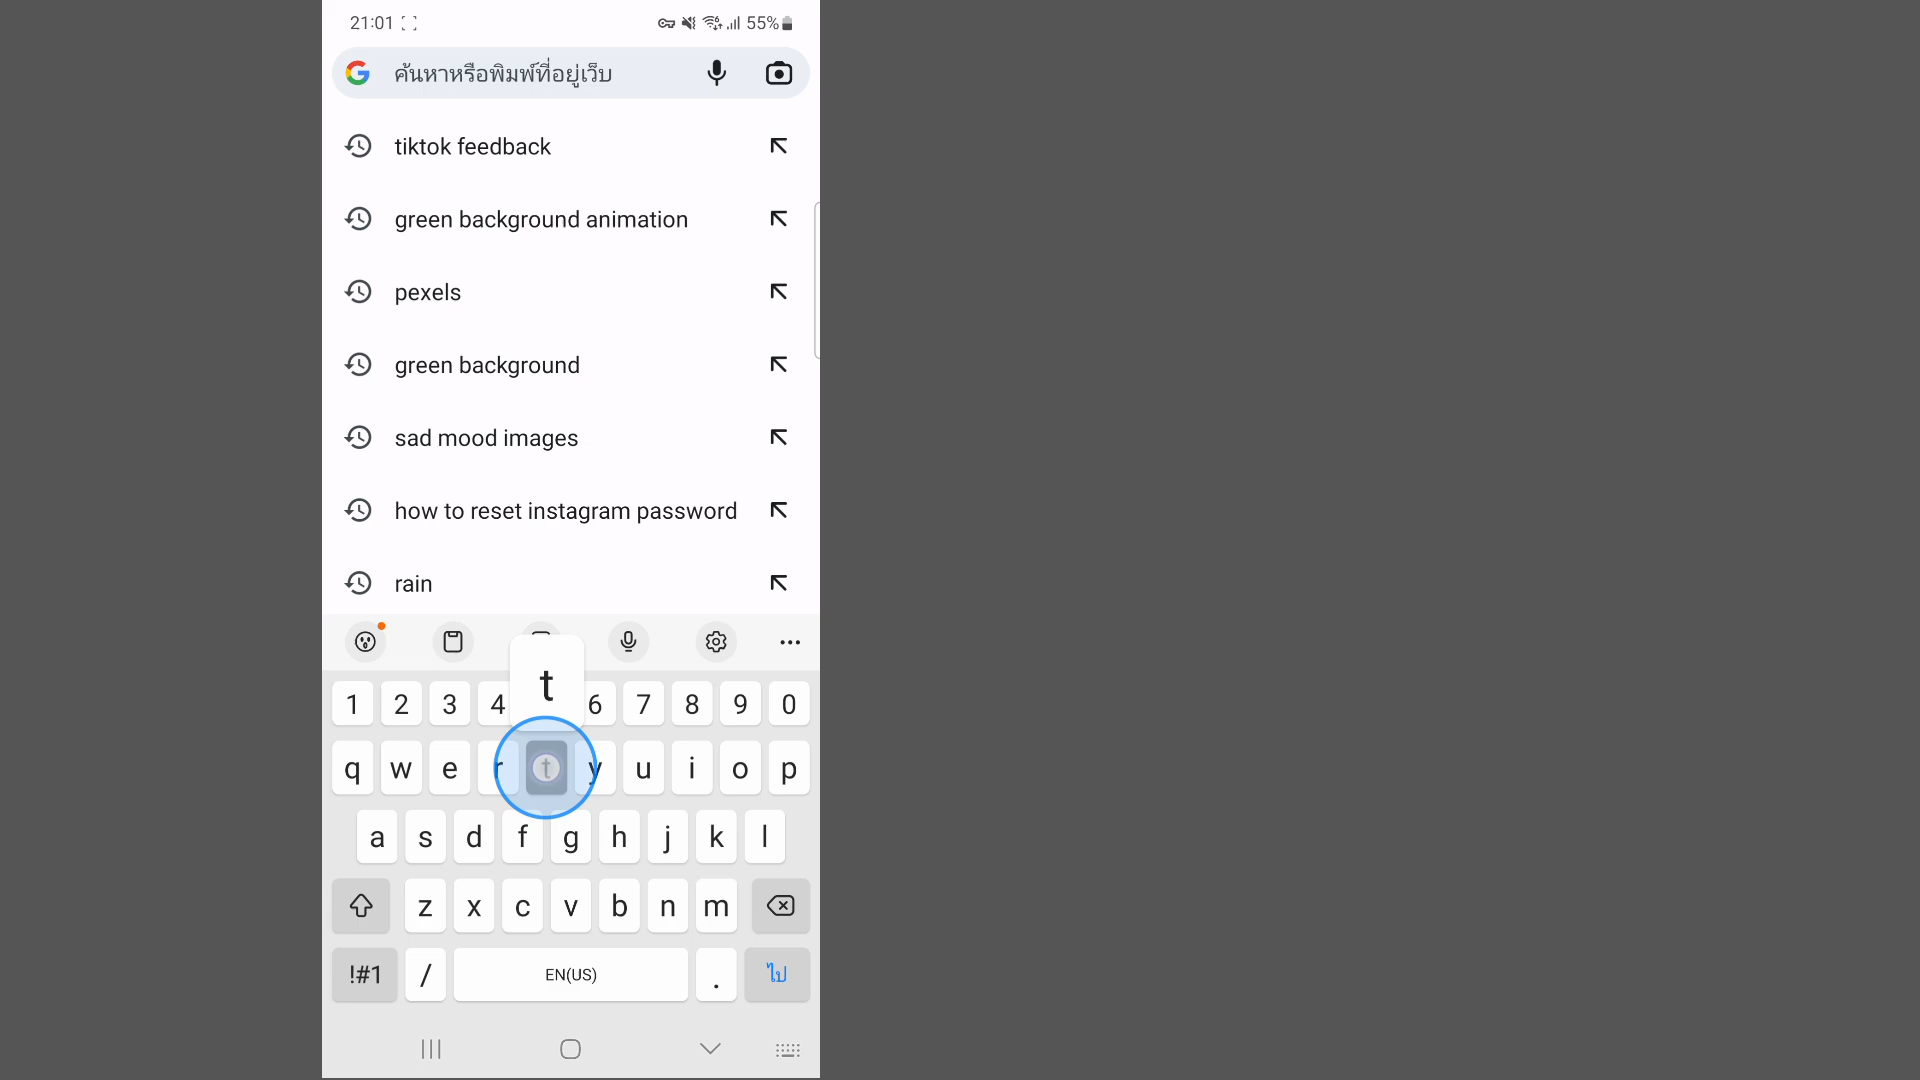 21:01 55%
ค้นหาหรือพิมพ์ที่อยู่เว็บ
tiktok feedback
green background animation
pexels
green background
sad mood images
how to reset instagram password
rain
t
1 2 3 4 6 7 8 9 0
q w e r t y u i o p
a s d f g h j k l
z x c v b n m
!#1 / EN(US) . ไป